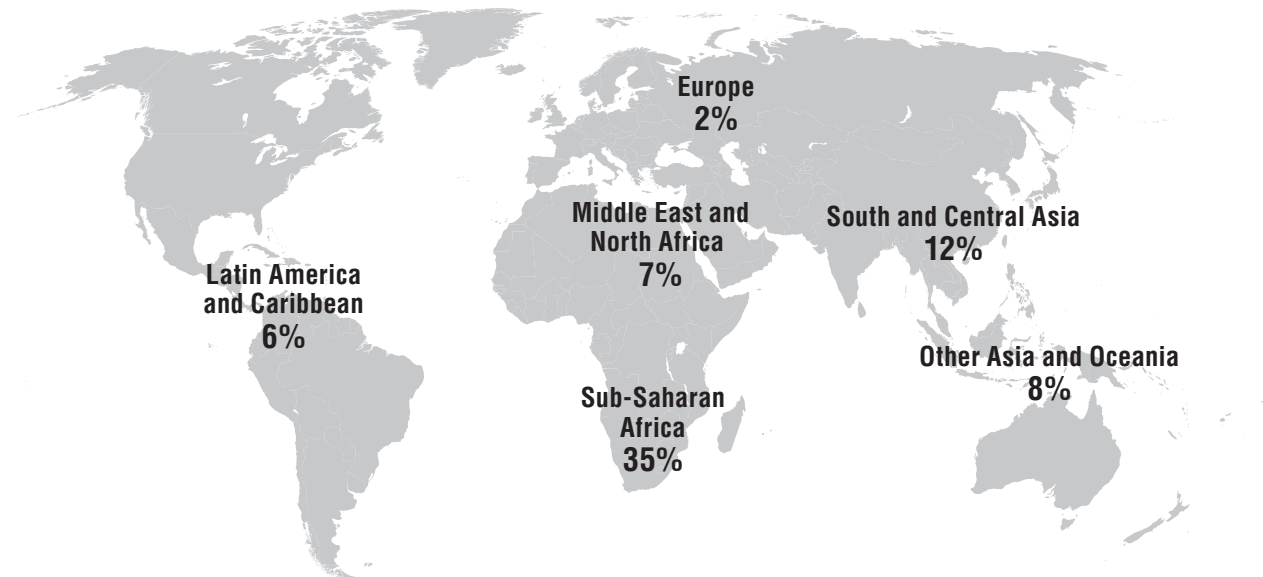 Europe
2%
Middle East and
North Africa
7%
South and Central Asia
12%
Latin America
and Caribbean
6%
Other Asia and Oceania
8%
Sub-Saharan
Africa
35%